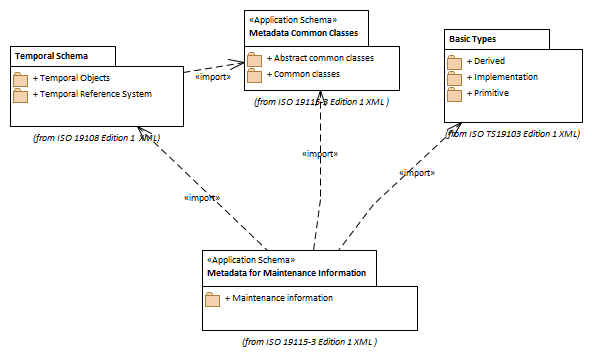 «Application Schema»
Metadata Common Classes
+ Abstract common classes
+ Common classes
(from ISO 19115-3 Edition 1 XML )
Temporal Schema
+ Temporal Objects
+ Temporal Reference System
(from ISO 19108 Edition 1 XML)
Basic Types
+ Derived
+ Implementation
+ Primitive
(from ISO TS19103 Edition 1 XML)
«import»
«import»
«import»
«import»
«Application Schema»
Metadata for Maintenance Information
+ Maintenance information
(from ISO 19115-3 Edition 1 XML )